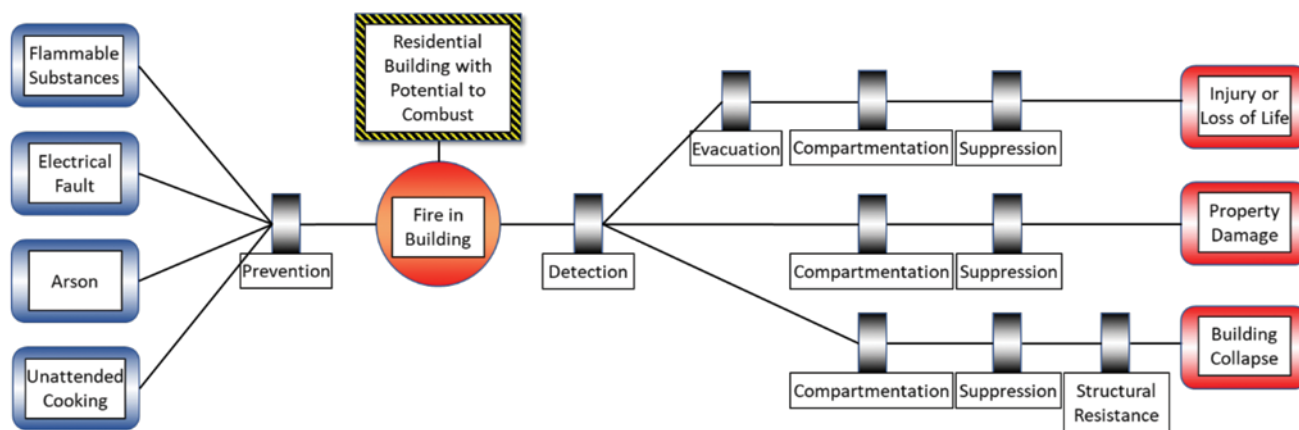 Flammable
Substances
Electrical
Fault
Arson
Unattended
Cooking
Prevention
Residential
Building with
Potential to
Combust
Fire in
Building
Detection
Evacuation
Compartmentation
Suppression
Injury or
Loss of Life
Compartmentation
Suppression
Property
Damage
Compartmentation
Suppression
Structural
Resistance
Building
Collapse